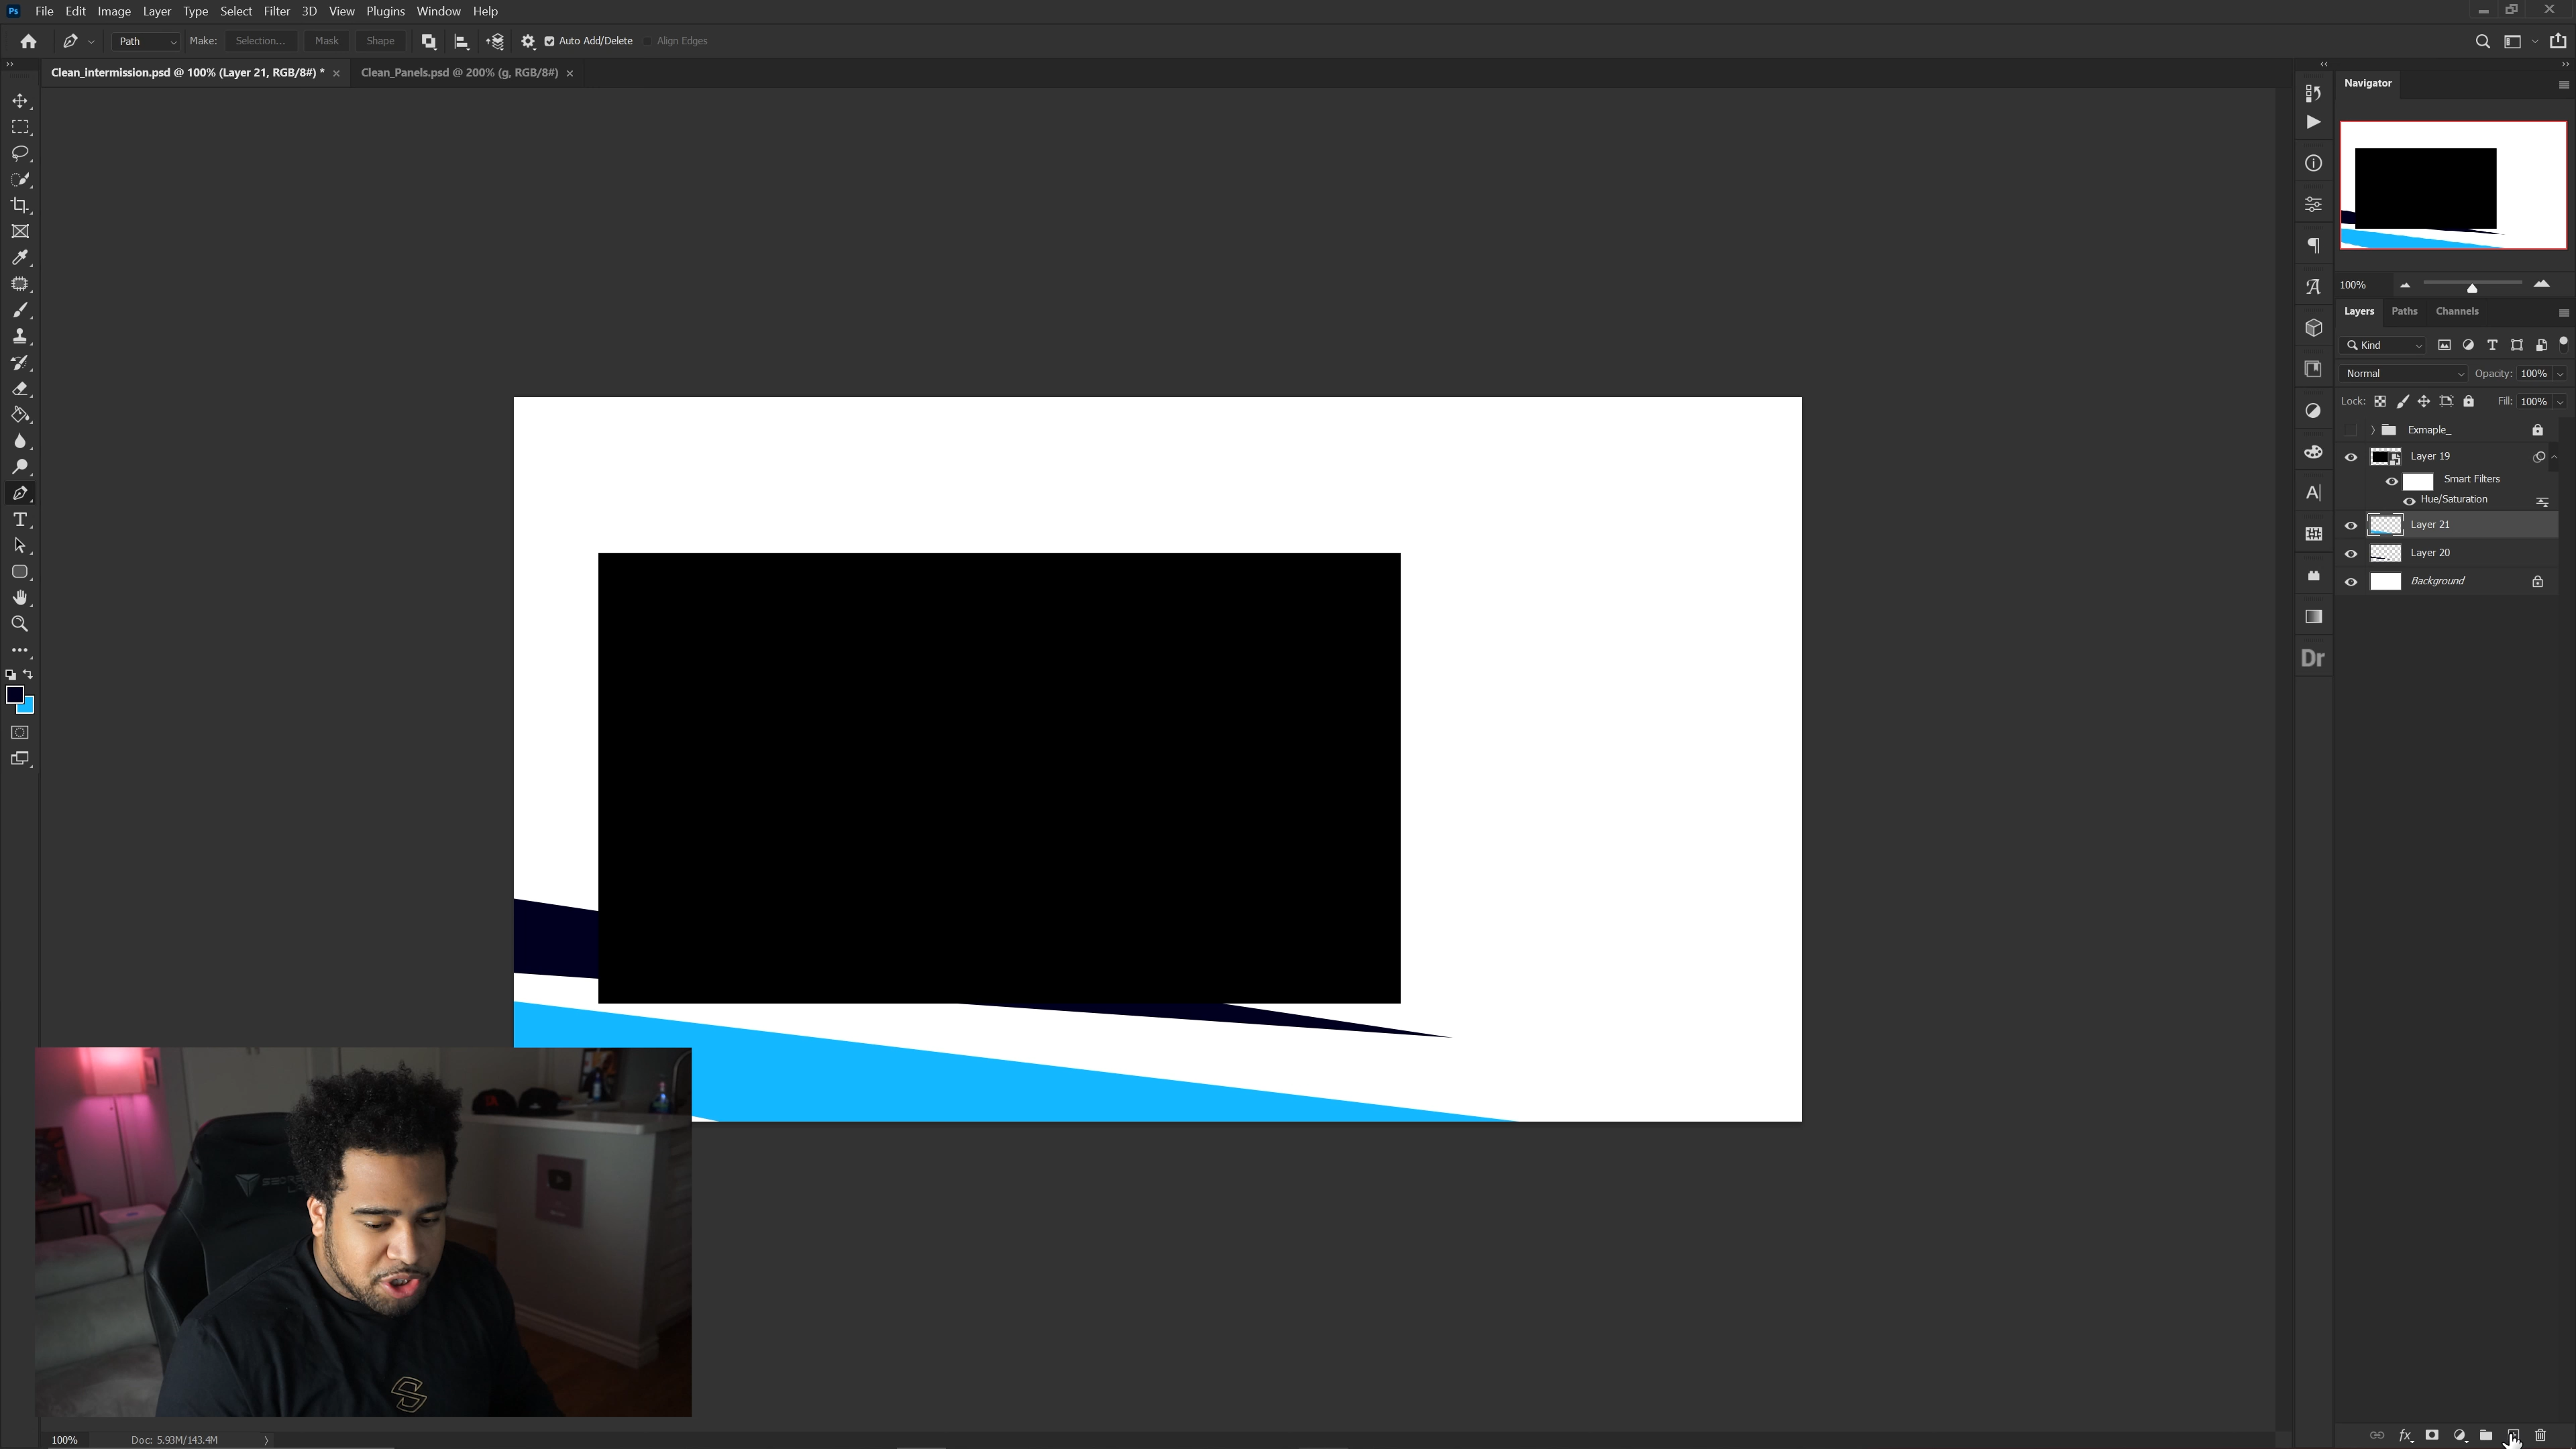 Ps File Edit Image Layer Type Select Filter 3D View Plugins Window Help
Path Make: Selection... Mask Shape Auto Add/Delete Align Edges
Clean_intermission.psd @ 100% (Layer 21, RGB/8#) * × Clean_Panels.psd @ 200% (g, RGB/8#) ×
Navigator
100%
Layers Paths Channels
Kind
Normal Opacity: 100%
Lock: Fill: 100%
Exmaple_
Layer 19
Smart Filters
Hue/Saturation
Layer 21
Layer 20
Background
Dr
fx
100% Doc: 5.93M/143.4M